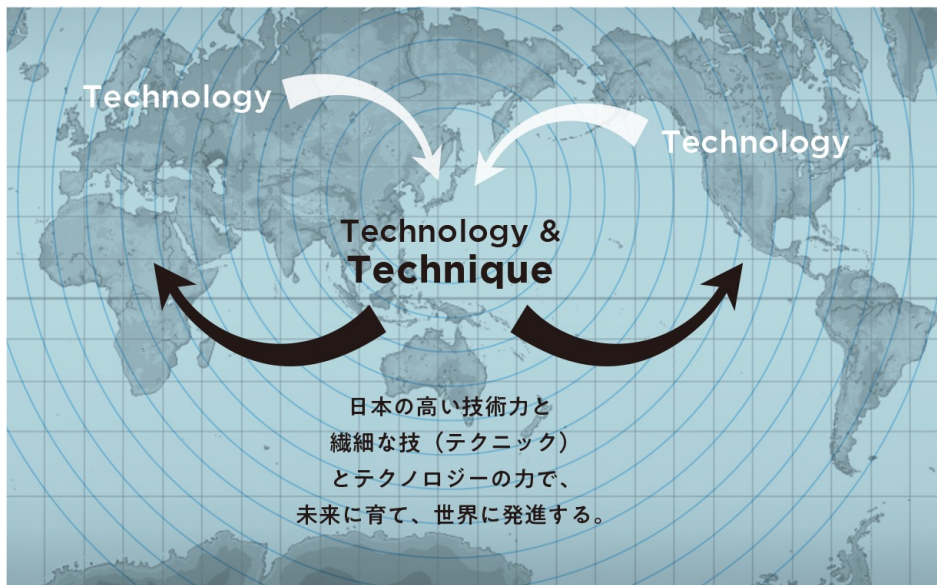 Technology
Technology
Technology &
Technique
日本の高い技術力と
繊細な技（テクニック）
とテクノロジーの力で、
未来に育て、世界に発進する。